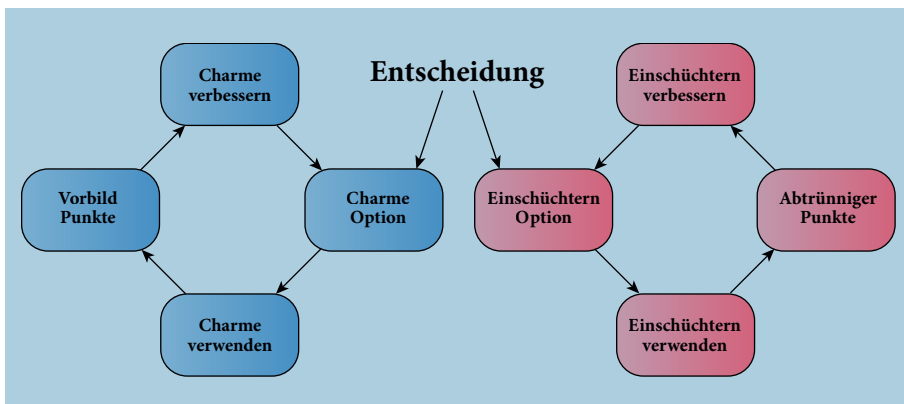 Entscheidung
Charme
verbessern
Vorbild
Punkte
Charme
Option
Charme
verwenden
Einschüchtern
verbessern
Einschüchtern
Option
Abtrünniger
Punkte
Einschüchtern
verwenden